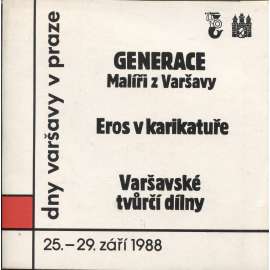 dny varšavy v praze
GENERACE
Malíři z Varšavy
Eros v karikatuře
Varšavské
tvůrčí dílny
25.–29. září 1988